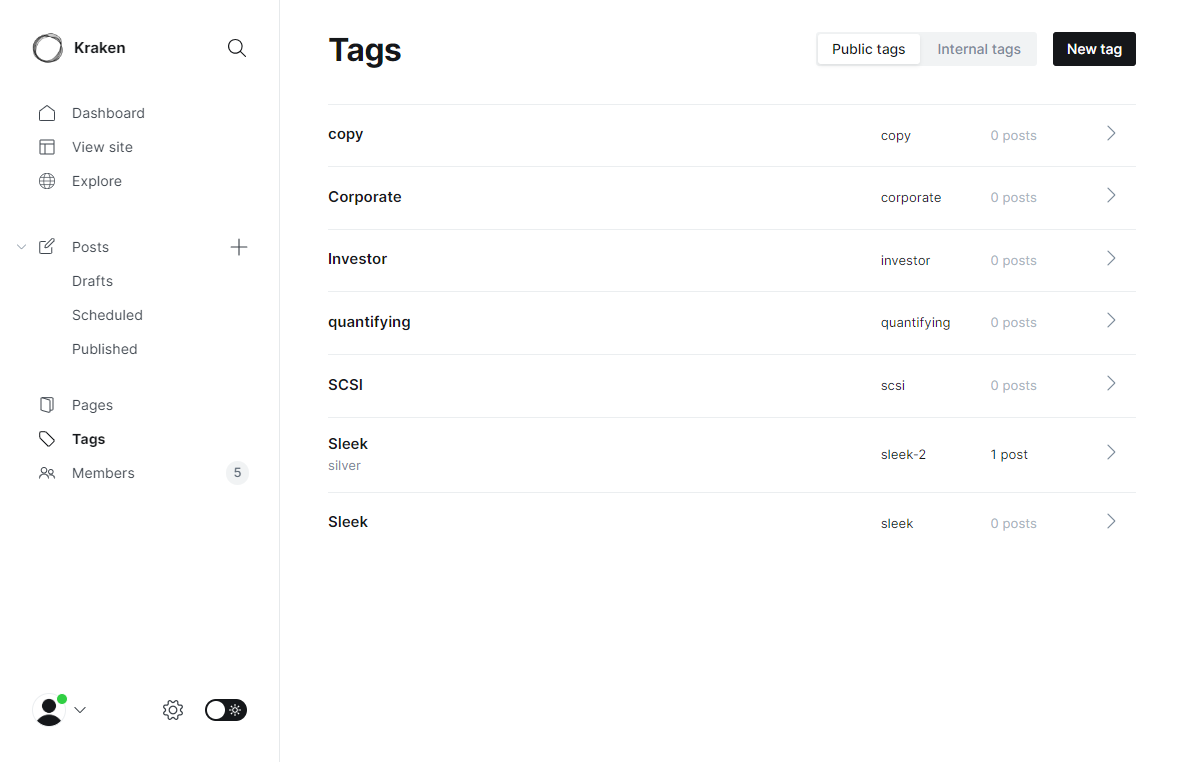 Kraken
Dashboard
View site
Explore
Posts
Drafts
Scheduled
Published
Pages
Tags
Members 5
Tags
Public tags Internal tags New tag
copy copy 0 posts
Corporate corporate 0 posts
Investor investor 0 posts
quantifying quantifying 0 posts
SCSI scsi 0 posts
Sleek
silver sleek-2 1 post
Sleek sleek 0 posts